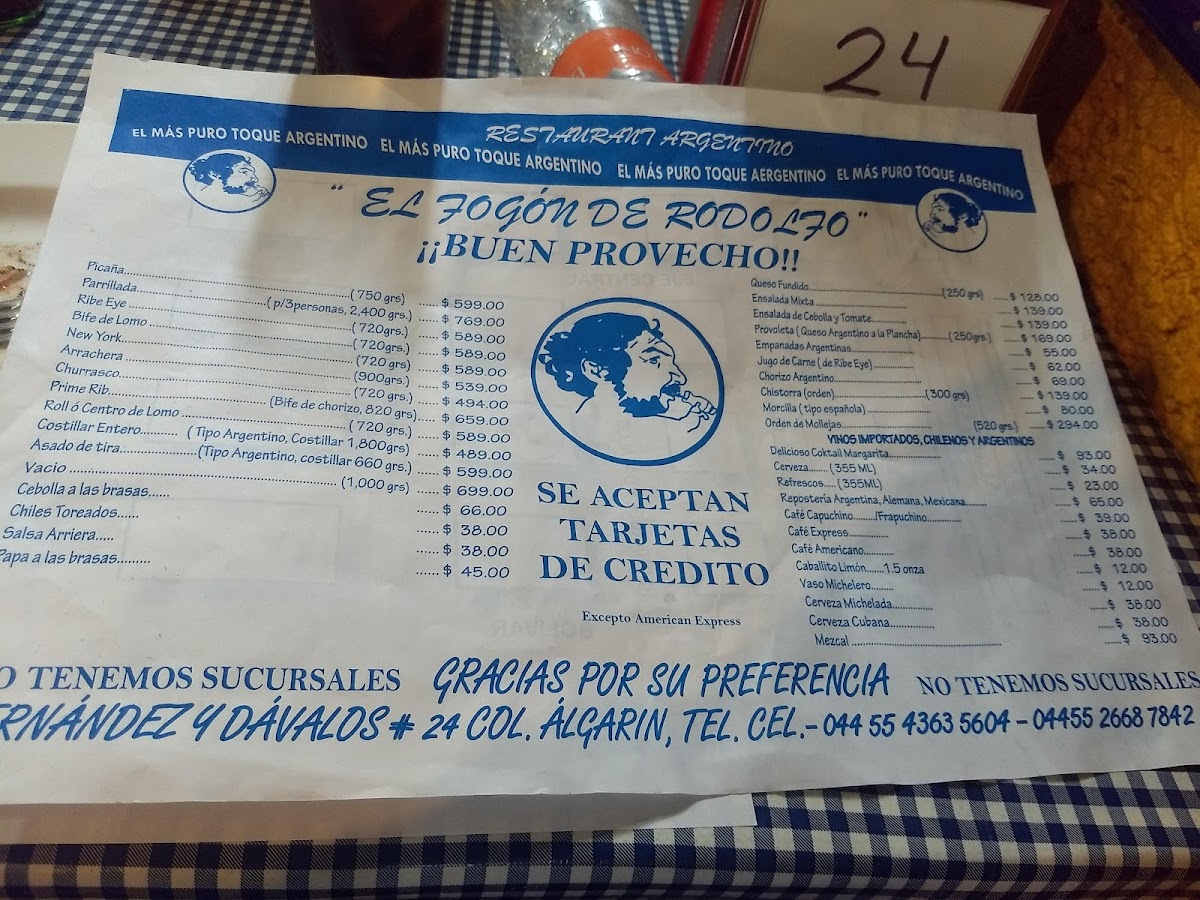 24
RESTAURANT ARGENTINO
EL MÁS PURO TOQUE ARGENTINO EL MÁS PURO TOQUE ARGENTINO EL MÁS PURO TOQUE AERGENTINO EL MÁS PURO TOQUE ARGENTINO
" EL FOGÓN DE RODOLFO "
¡¡BUEN PROVECHO!!
Picaña..........(750 grs) ......$ 599.00
Parrillada..........( p/3personas, 2,400 grs.) ......$ 769.00
Ribe Eye ..........(720grs.) ......$ 589.00
Bife de Lomo ..........(720grs.) ......$ 589.00
New York..........(720 grs) ......$ 589.00
Arrachera ..........(900grs.) ......$ 539.00
Churrasco..........(720 grs) ......$ 494.00
Prime Rib..........(Bife de chorizo, 820 grs) ......$ 659.00
Roll ó Centro de Lomo ..........( 720 grs.) ......$ 589.00
Costillar Entero.......... ( Tipo Argentino, Costillar 1,800grs) ......$ 489.00
Asado de tira..........(Tipo Argentino, costillar 660 grs.) ......$ 599.00
Vacio ..........(1,000 grs) ......$ 699.00
Cebolla a las brasas...... ......$ 66.00
Chiles Toreados...... ......$ 38.00
Salsa Arriera..... ......$ 38.00
Papa a las brasas.......... ......$ 45.00
SE ACEPTAN
TARJETAS
DE CREDITO
Excepto American Express
Queso Fundido..........(250 grs) .....$ 128.00
Ensalada Mixta .......... .....$ 139.00
Ensalada de Cebolla y Tomate.......... .....$ 139.00
Provoleta ( Queso Argentino a la Plancha)..........(250grs.) .....$ 169.00
Empanadas Argentinas.......... .....$ 55.00
Jugo de Carne ( de Ribe Eye).......... .....$ 62.00
Chorizo Argentino.......... .....$ 69.00
Chistorra (orden)..........( 300 grs) .....$ 139.00
Morcilla ( tipo española) .......... .....$ 80.00
Orden de Mollejas.......... (520 grs.) .....$ 294.00
VINOS IMPORTADOS, CHILENOS Y ARGENTINOS
Delicioso Coktail Margarita.......... .....$ 93.00
Cerveza....... ( 355 ML) .....$ 34.00
Refrescos..... ( 355ML) .....$ 23.00
Repostería Argentina, Alemana, Mexicana....... .....$ 65.00
Café Capuchino........./Frapuchino............. .....$ 39.00
Café Express.......... .....$ 38.00
Café Americano.......... .....$ 38.00
Caballito Limón.......1.5 onza .....$ 12.00
Vaso Michelero......... .....$ 12.00
Cerveza Michelada.......... .....$ 38.00
Cerveza Cubana.......... .....$ 38.00
Mezcal .......... .....$ 93.00
O TENEMOS SUCURSALES GRACIAS POR SU PREFERENCIA NO TENEMOS SUCURSALES
ERNÁNDEZ Y DÁVALOS # 24 COL. ÁLGARIN, TEL. CEL.- 044 55 4363 5604 - 04455 2668 7842